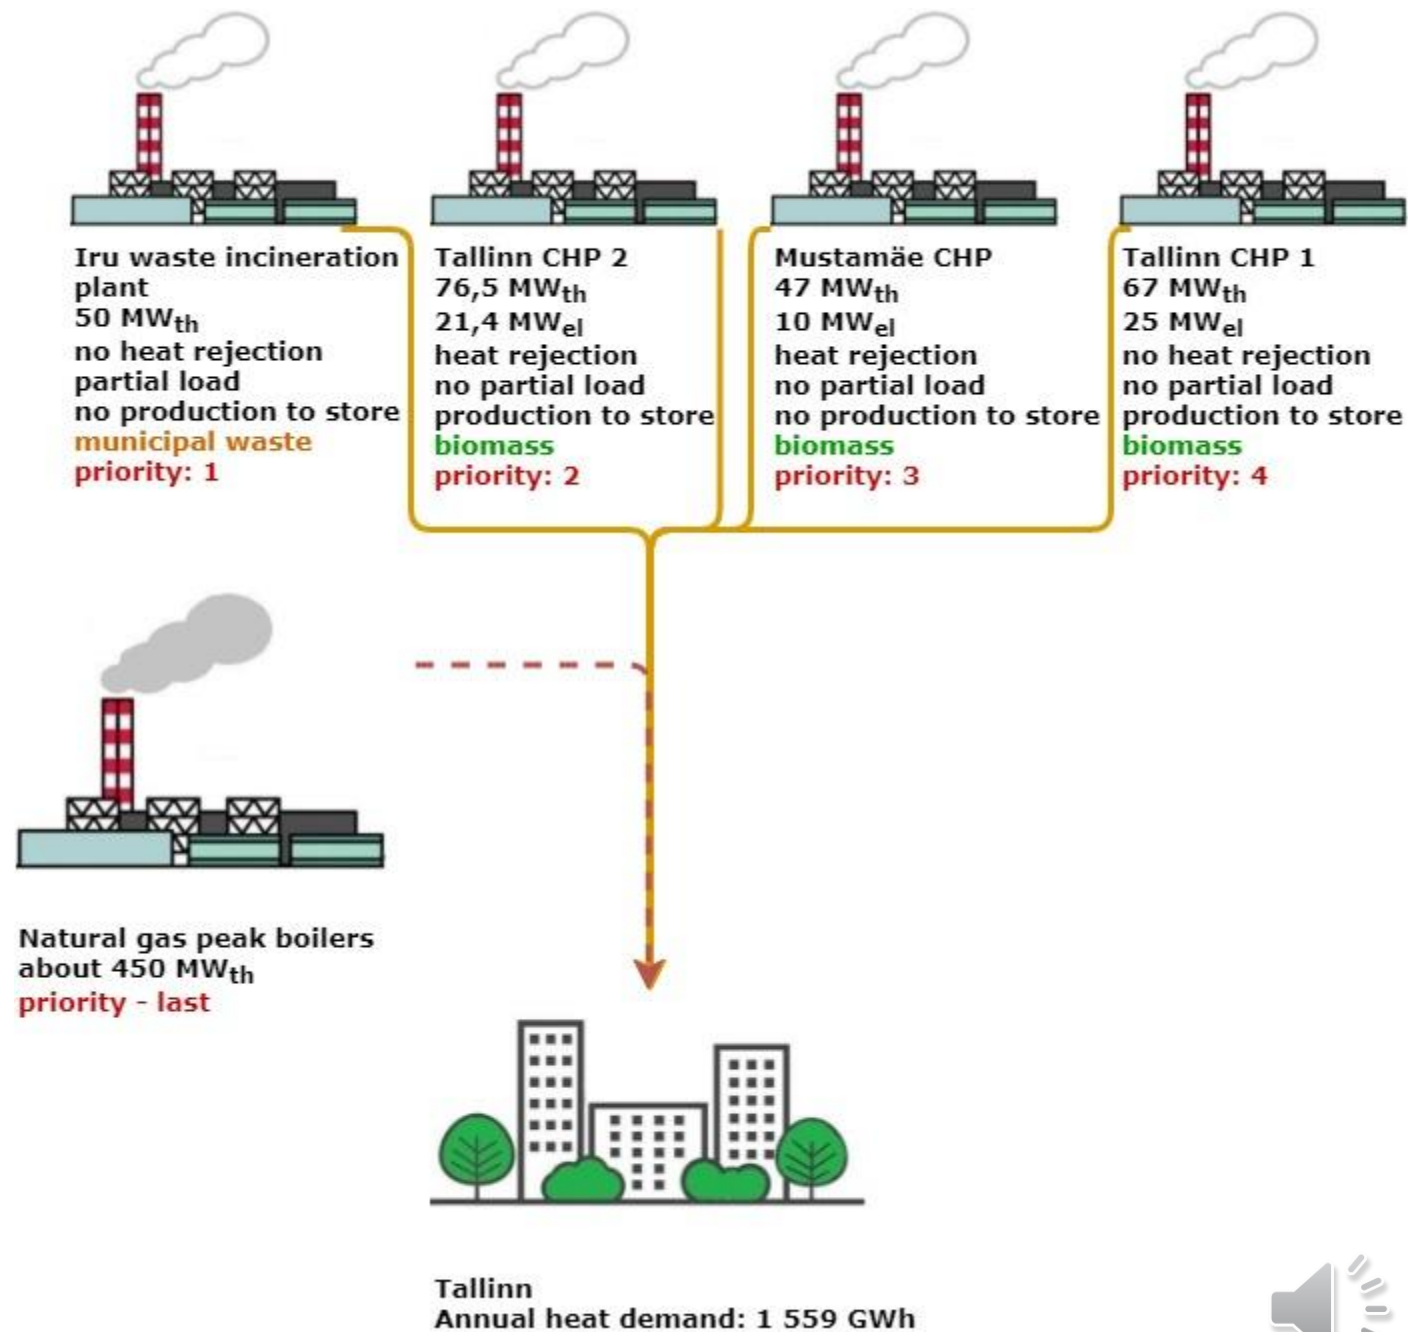 Iru waste incineration
plant
50 MWth
no heat rejection
partial load
no production to store
municipal waste
priority: 1
Tallinn CHP 2
76,5 MWth
21,4 MWel
heat rejection
no partial load
production to store
biomass
priority: 2
Mustamäe CHP
47 MWth
10 MWel
heat rejection
no partial load
no production to store
biomass
priority: 3
Tallinn CHP 1
67 MWth
25 MWel
no heat rejection
no partial load
production to store
biomass
priority: 4
Natural gas peak boilers
about 450 MWth
priority - last
Tallinn
Annual heat demand: 1 559 GWh